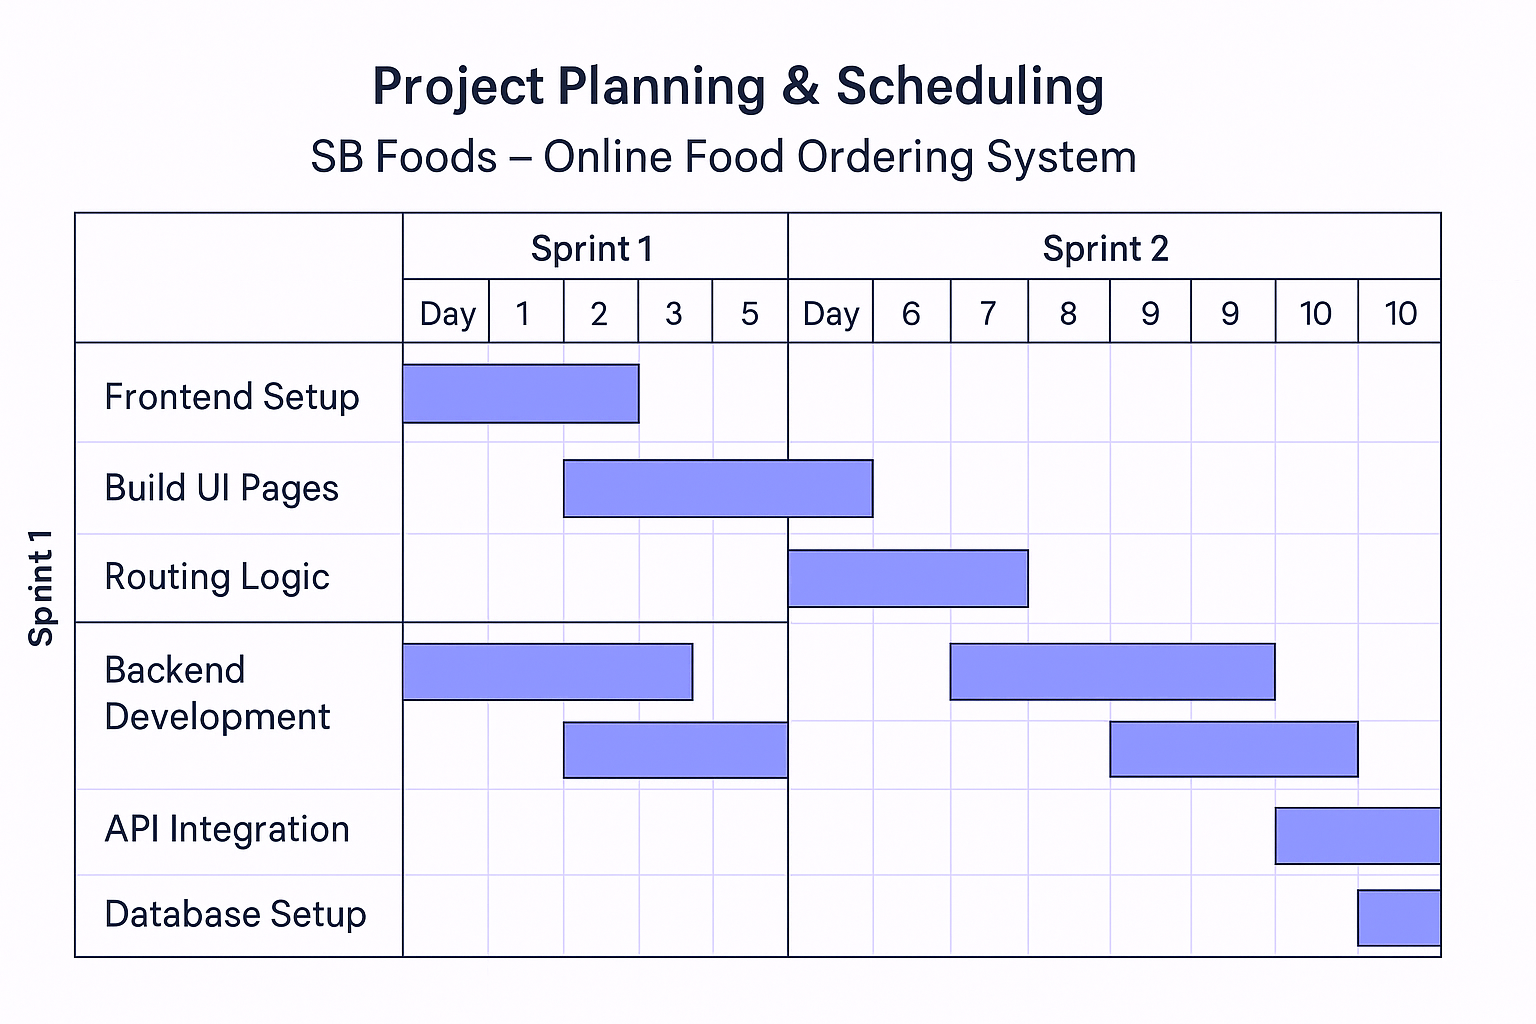 Project Planning & Scheduling
SB Foods – Online Food Ordering System
Sprint 1 Sprint 2
Day 1 2 3 5 Day 6 7 8 9 9 10 10
Sprint 1
Frontend Setup
Build UI Pages
Routing Logic
Backend
Development
API Integration
Database Setup